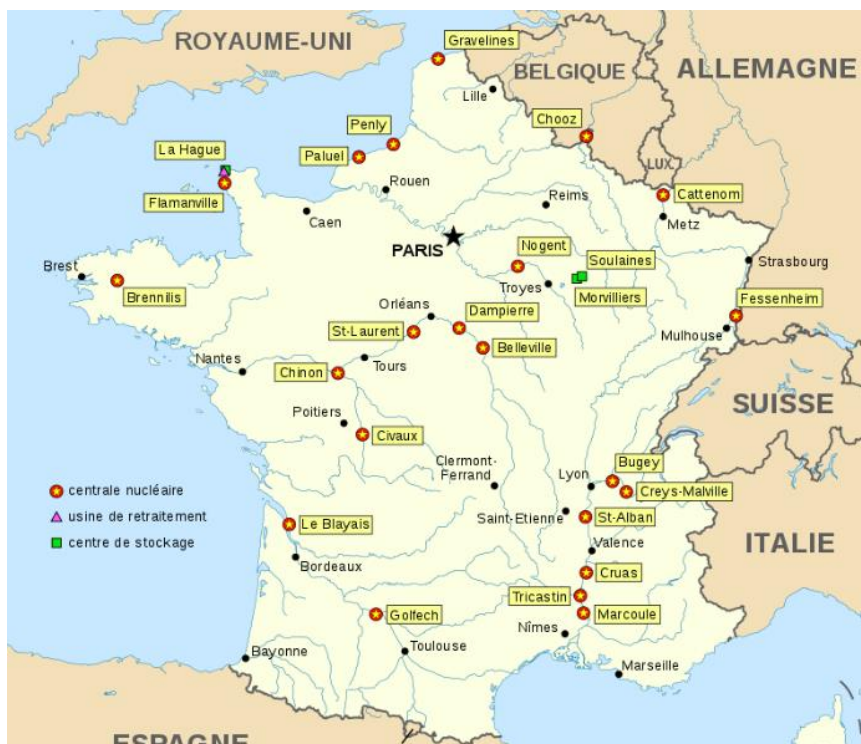 ROYAUME-UNI
Gravelines
BELGIQUE
ALLEMAGNE
Lille
Penly
Chooz
La Hague
Paluel
LUX.
Rouen
Reims
Cattenom
Flamanville
Caen
Metz
PARIS
Nogent
Soulaines
Strasbourg
Brest
Brennilis
Troyes
Morvilliers
Fessenheim
Orléans
Dampierre
St-Laurent
Mulhouse
Belleville
Nantes
Tours
Chinon
SUISSE
Poitiers
Civaux
Clermont-
Ferrand
Lyon
Bugey
centrale nucléaire
Creys-Malville
usine de retraitement
Le Blayais
Saint-Etienne
St-Alban
ITALIE
centre de stockage
Valence
Bordeaux
Cruas
Tricastin
Golfech
Marcoule
Nîmes
Bayonne
Toulouse
Marseille
ESPAGNE